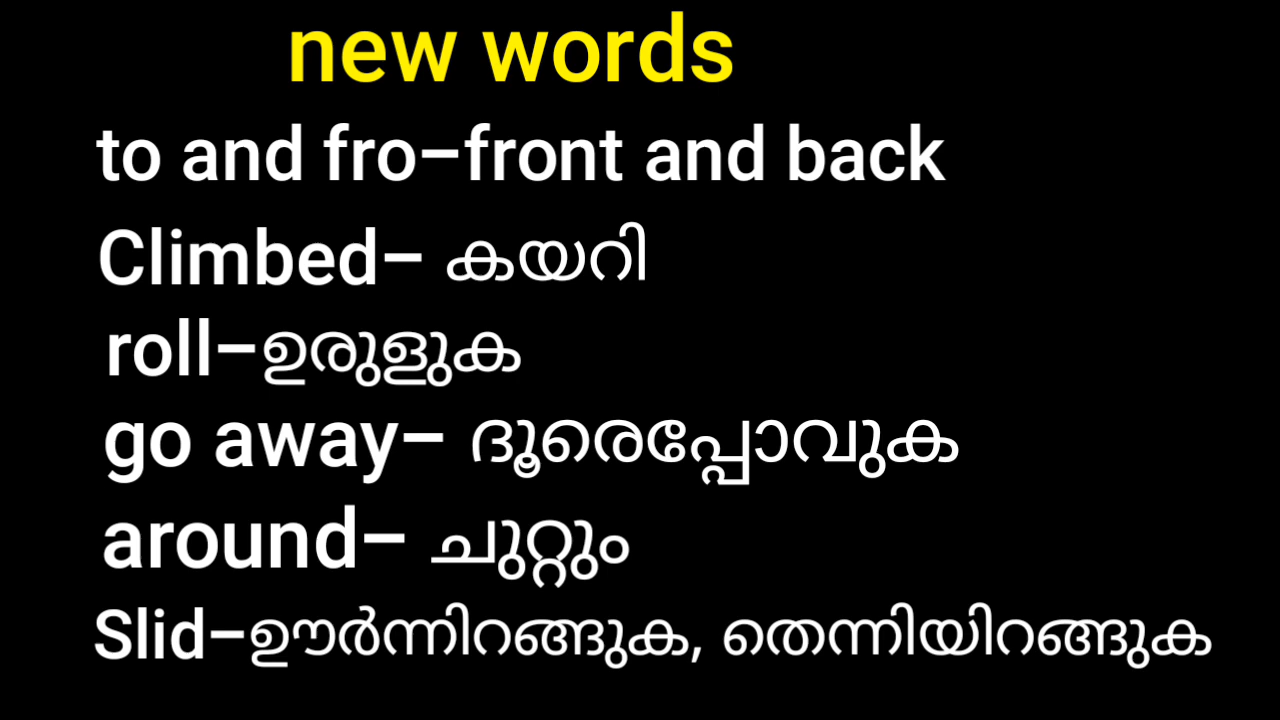 new words
to and fro–front and back
Climbed– കയറി
roll–ഉരുളുക
go away– ദൂരെപ്പോവുക
around– ചുറ്റും
Slid–ഊർന്നിറങ്ങുക, തെന്നിയിറങ്ങുക